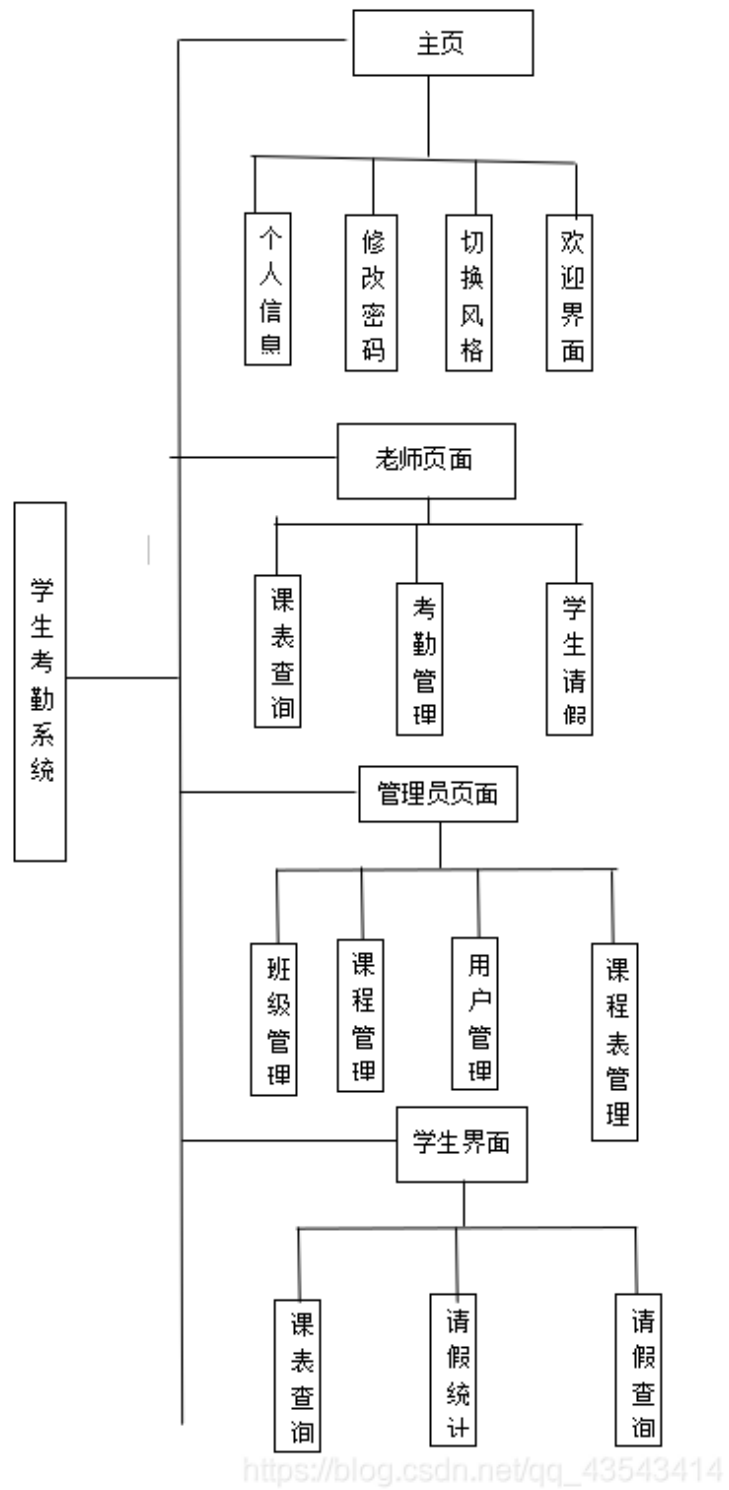 主页
个人信息
修改密码
切换风格
欢迎界面
老师页面
课表查询
考勤管理
学生请假
学生考勤系统
管理员页面
班级管理
课程管理
用户管理
课程表管理
学生界面
课表查询
请假统计
请假查询
https://blog.csdn.net/qq_43543414